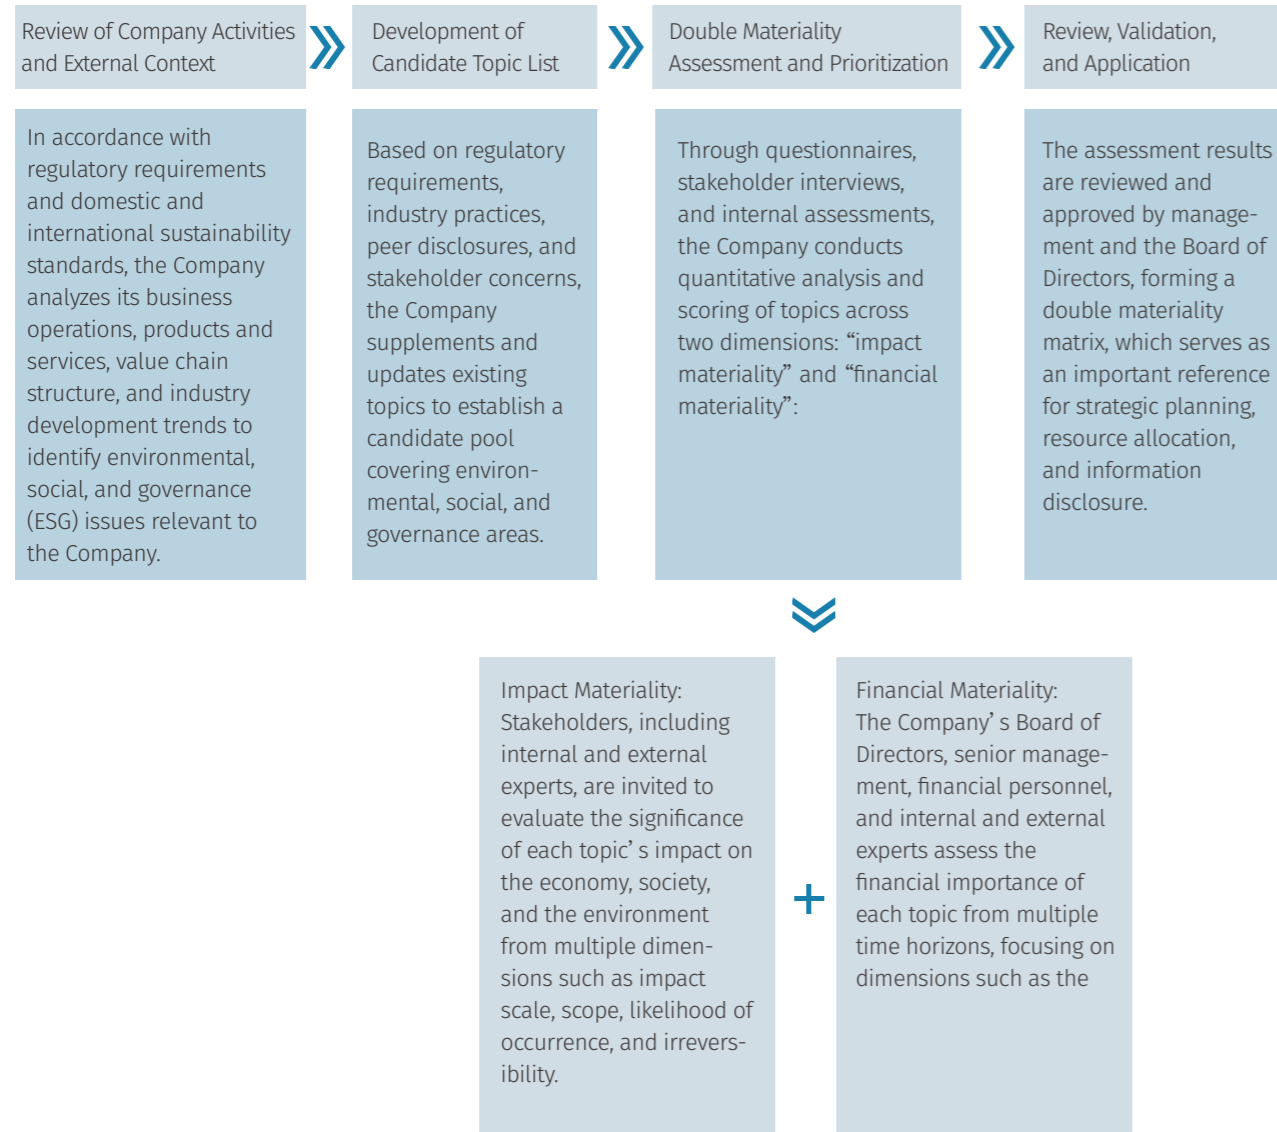 Review of Company Activities
and External Context
Development of
Candidate Topic List
Double Materiality
Assessment and Prioritization
Review, Validation,
and Application
In accordance with
regulatory requirements
and domestic and
international sustainability
standards, the Company
analyzes its business
operations, products and
services, value chain
structure, and industry
development trends to
identify environmental,
social, and governance
(ESG) issues relevant to
the Company.
Based on regulatory
requirements,
industry practices,
peer disclosures, and
stakeholder concerns,
the Company
supplements and
updates existing
topics to establish a
candidate pool
covering environ-
mental, social, and
governance areas.
Through questionnaires,
stakeholder interviews,
and internal assessments,
the Company conducts
quantitative analysis and
scoring of topics across
two dimensions: “impact
materiality” and “financial
materiality”:
The assessment results
are reviewed and
approved by manage-
ment and the Board of
Directors, forming a
double materiality
matrix, which serves as
an important reference
for strategic planning,
resource allocation,
and information
disclosure.
Impact Materiality:
Stakeholders, including
internal and external
experts, are invited to
evaluate the significance
of each topic’ s impact on
the economy, society,
and the environment
from multiple dimen-
sions such as impact
scale, scope, likelihood of
occurrence, and irrevers-
ibility.
+
Financial Materiality:
The Company’ s Board of
Directors, senior manage-
ment, financial personnel,
and internal and external
experts assess the
financial importance of
each topic from multiple
time horizons, focusing on
dimensions such as the